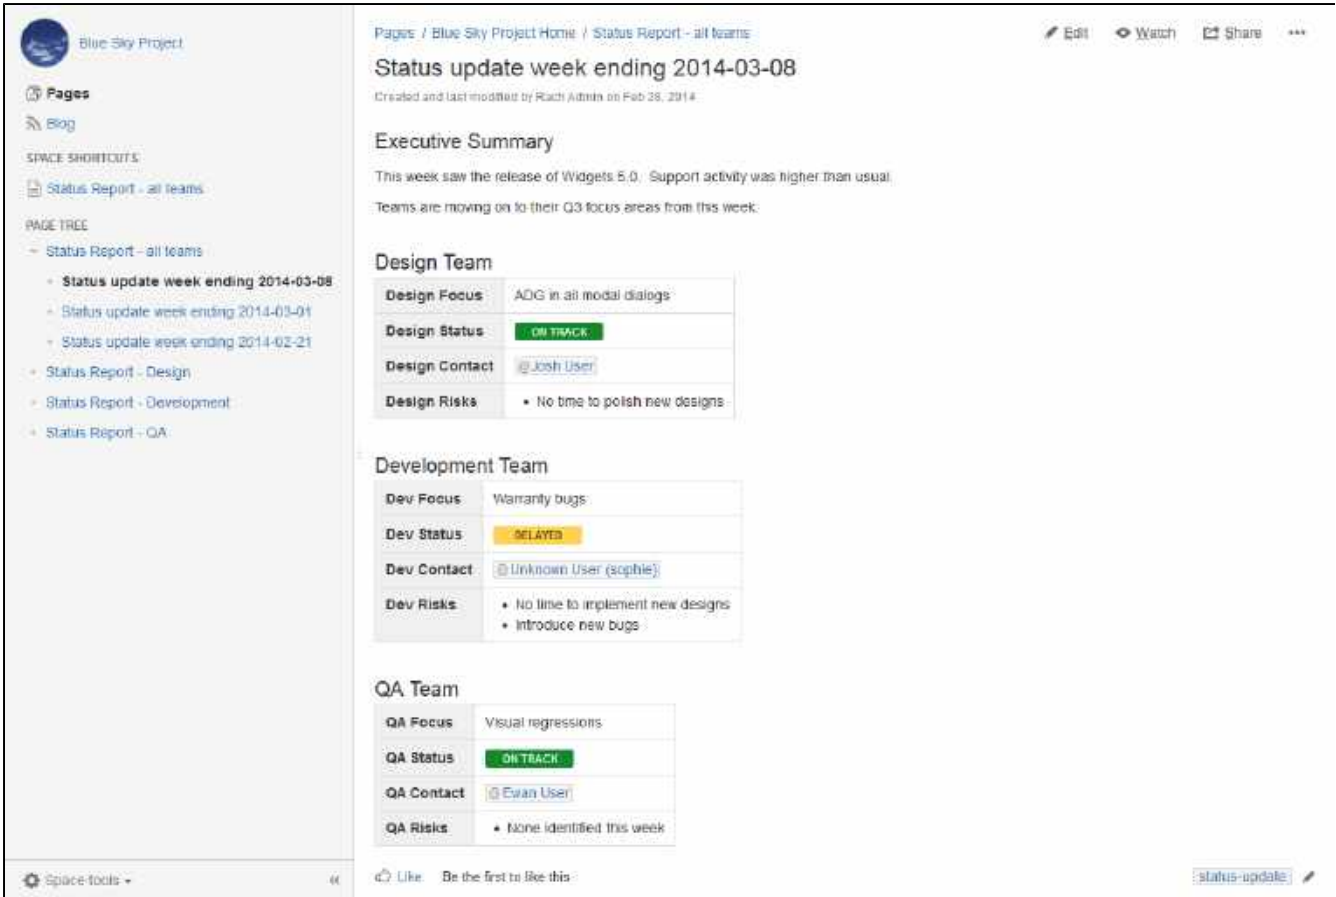 Blue Sky Project
Pages
Blog
SPACE SHORTCUTS
Status Report - all teams
PAGE TREE
Status Report - all teams
Status update week ending 2014-03-08
Status update week ending 2014-03-01
Status update week ending 2014-02-21
Status Report - Design
Status Report - Development
Status Report - QA
Space tools
Pages / Blue Sky Project Home / Status Report - all teams
Edit Watch Share •••
Status update week ending 2014-03-08
Created and last modified by Rach Admin on Feb 28, 2014
Executive Summary
This week saw the release of Widgets 5.0. Support activity was higher than usual.
Teams are moving on to their Q3 focus areas from this week.
Design Team
Design Focus ADG in all modal dialogs
Design Status ON TRACK
Design Contact @Josh User
Design Risks • No time to polish new designs
Development Team
Dev Focus Warranty bugs
Dev Status DELAYED
Dev Contact @Unknown User (sophie)
Dev Risks • No time to implement new designs
• Introduce new bugs
QA Team
QA Focus Visual regressions
QA Status ON TRACK
QA Contact @Ewan User
QA Risks • None identified this week
Like Be the first to like this
status-update